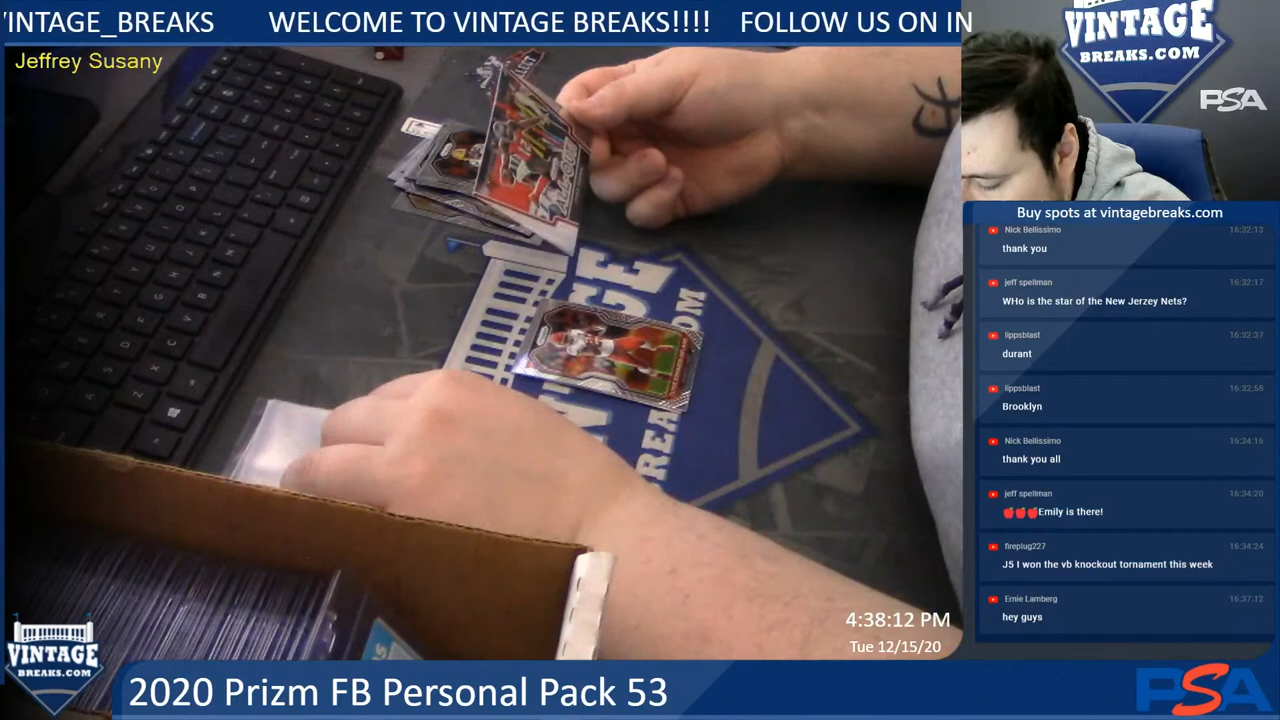 'INTAGE_BREAKS WELCOME TO VINTAGE BREAKS!!!! FOLLOW US ON IN
Jeffrey Susany
VINTAGE
BREAKS.COM
PSA
Buy spots at vintagebreaks.com
Nick Bellissimo 16:32:13
thank you
jeff spellman 16:32:17
WHo is the star of the New Jerzey Nets?
lippsblast 16:32:37
durant
lippsblast 16:32:58
Brooklyn
Nick Bellissimo 16:34:16
thank you all
jeff spellman 16:34:20
🍎🍎🍎Emily is there!
fireplug227 16:34:24
J5 I won the vb knockout tornament this week
Ernie Lamberg 16:37:12
hey guys
4:38:12 PM
Tue 12/15/20
VINTAGE
BREAKS.COM
2020 Prizm FB Personal Pack 53
PSA